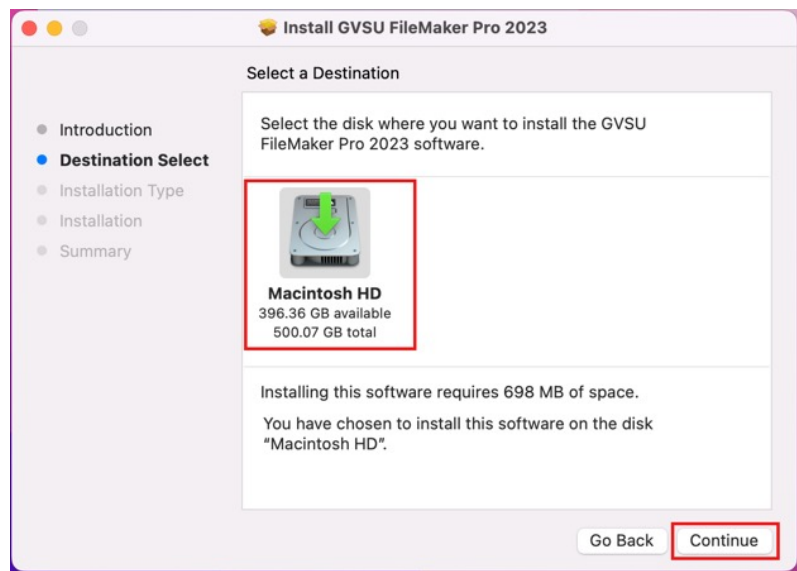 Install GVSU FileMaker Pro 2023
Select a Destination
Introduction
Destination Select
Installation Type
Installation
Summary
Select the disk where you want to install the GVSU
FileMaker Pro 2023 software.
Macintosh HD
396.36 GB available
500.07 GB total
Installing this software requires 698 MB of space.
You have chosen to install this software on the disk
“Macintosh HD”.
Go Back
Continue